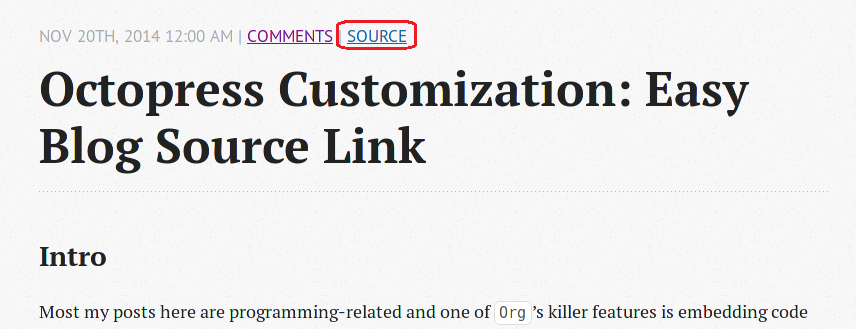 NOV 20TH, 2014 12:00 AM | COMMENTS | SOURCE
Octopress Customization: Easy
Blog Source Link
Intro
Most my posts here are programming-related and one of Org’s killer features is embedding code